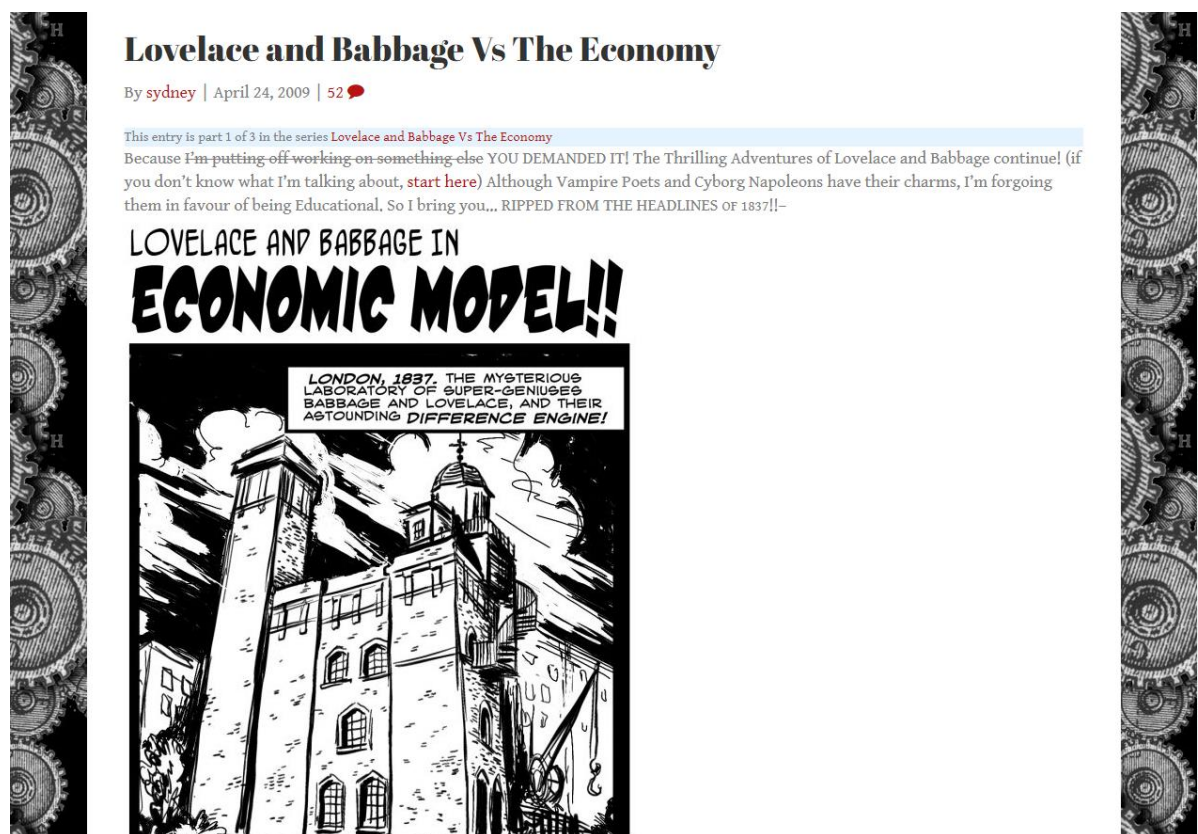 Lovelace and Babbage Vs The Economy
By sydney | April 24, 2009 | 52
This entry is part 1 of 3 in the series Lovelace and Babbage Vs The Economy
Because I'm putting off working on something else YOU DEMANDED IT! The Thrilling Adventures of Lovelace and Babbage continue! (if
you don't know what I'm talking about, start here) Although Vampire Poets and Cyborg Napoleons have their charms, I'm forgoing
them in favour of being Educational. So I bring you... RIPPED FROM THE HEADLINES OF 1837!!–
LOVELACE AND BABBAGE IN
ECONOMIC MODEL!!
LONDON, 1837. THE MYSTERIOUS
LABORATORY OF SUPER-GENIUSES
BABBAGE AND LOVELACE, AND THEIR
ASTOUNDING DIFFERENCE ENGINE!
H
H
H
H